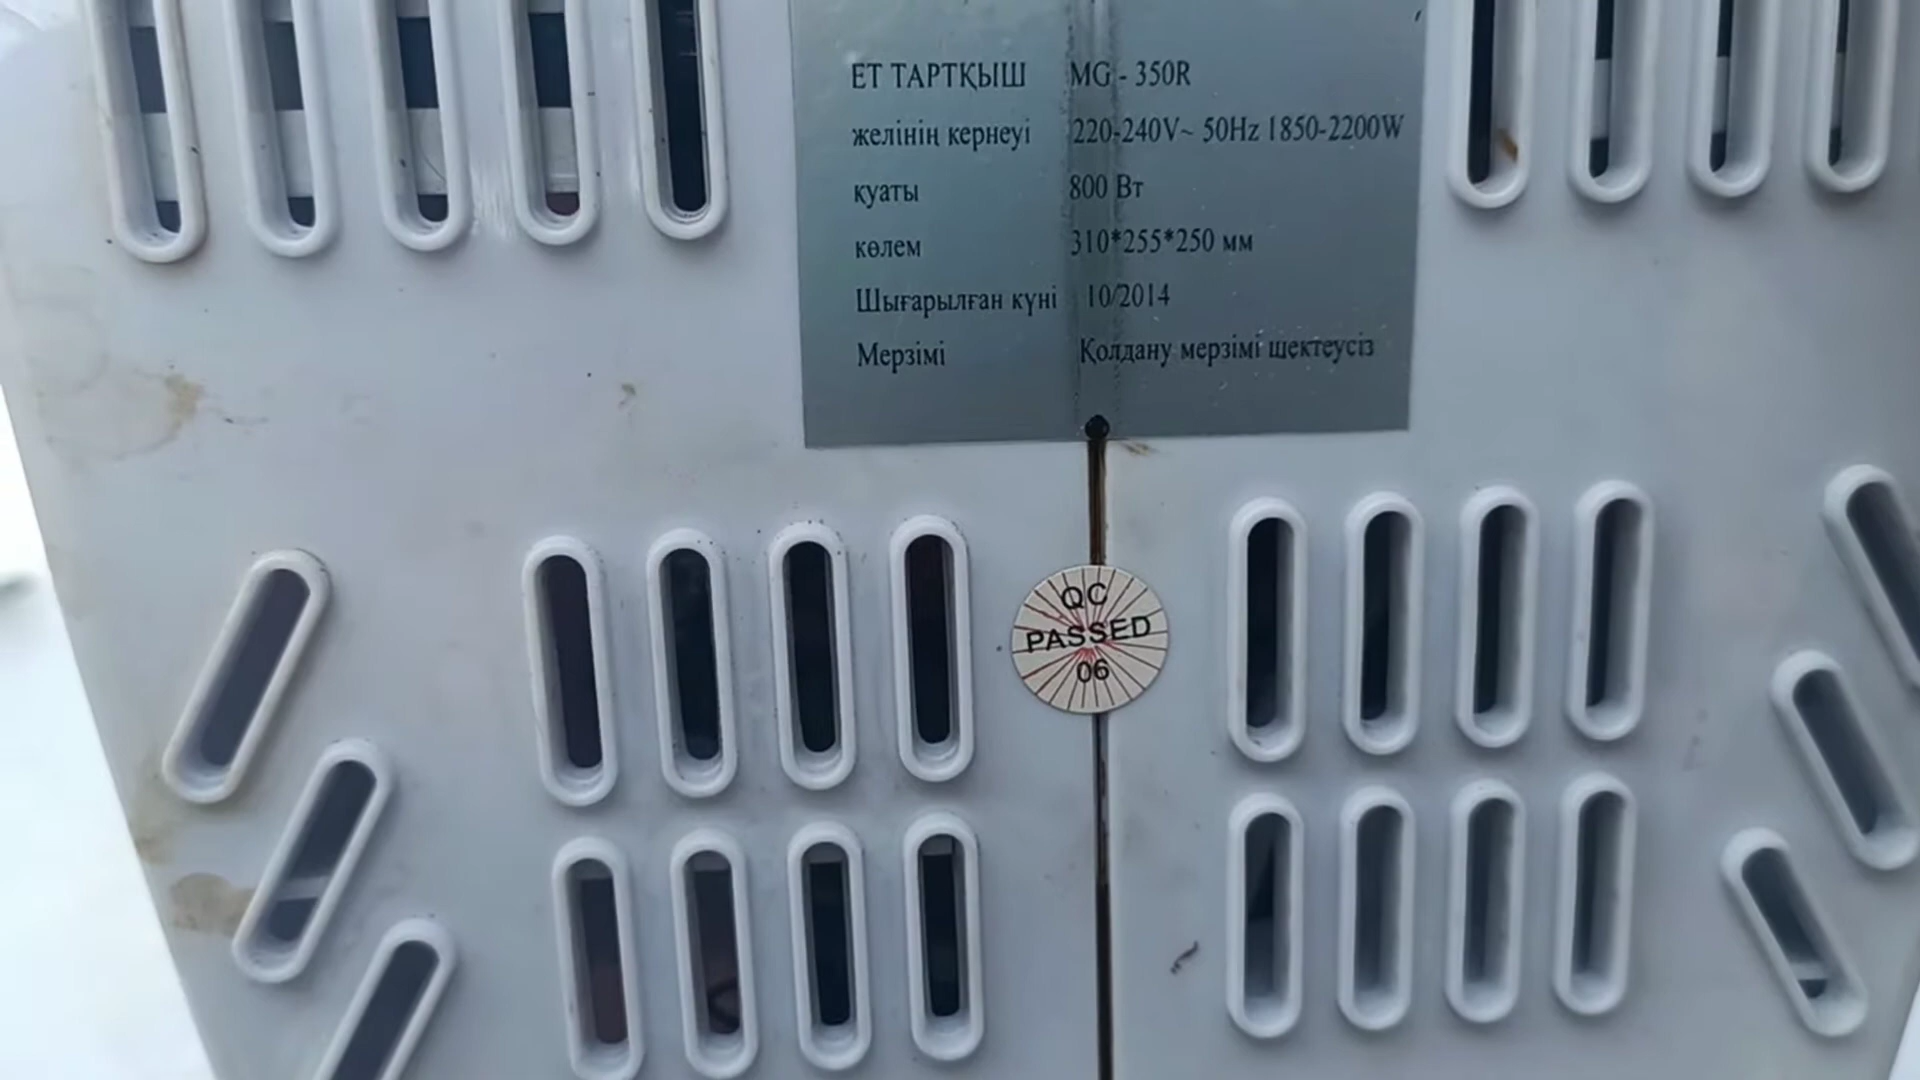 ЕТ ТАРТҚЫШ MG - 350R
желінің кернеуі 220-240V~ 50Hz 1850-2200W
қуаты 800 Вт
көлем 310*255*250 мм
Шығарылған күні 10/2014
Мерзімі Қолдану мерзімі шектеусіз
QC
PASSED
06